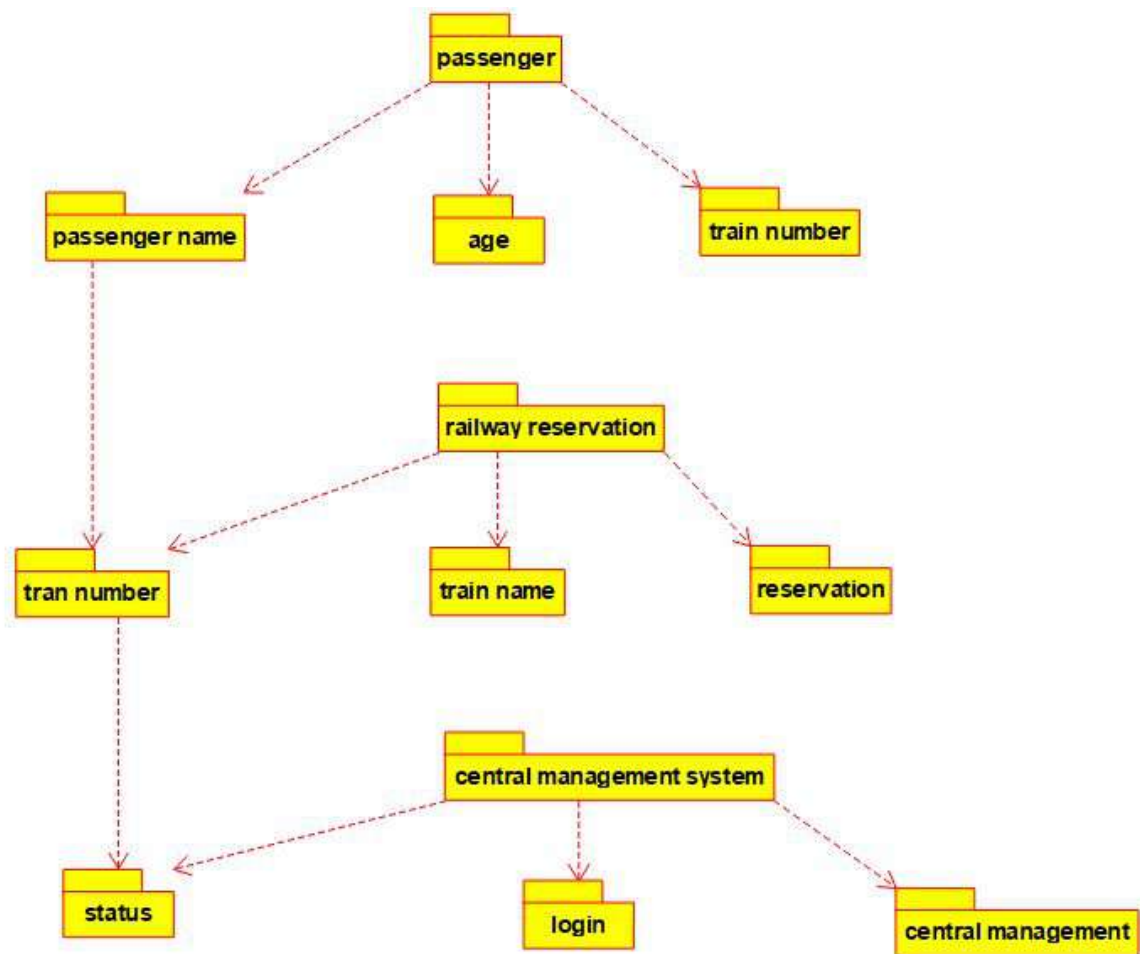 passenger
passenger name
age
train number
railway reservation
tran number
train name
reservation
central management system
status
login
central management